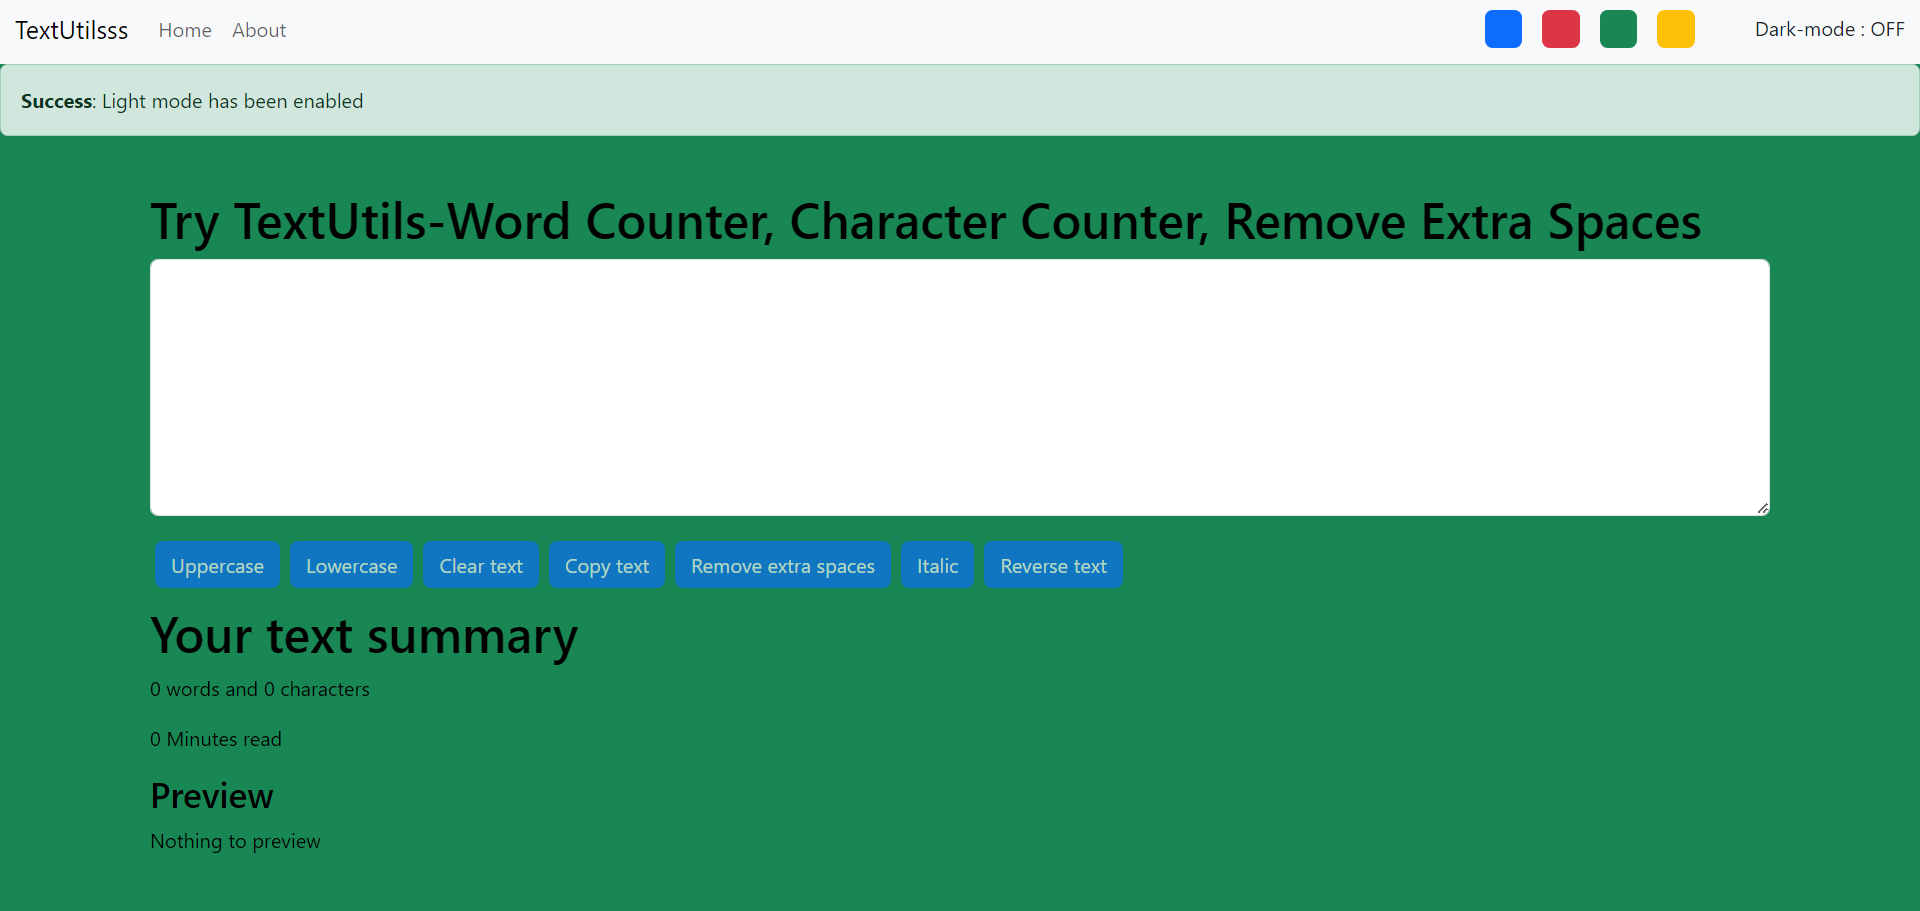 TextUtilsss Home About Dark-mode : OFF
Success: Light mode has been enabled
Try TextUtils-Word Counter, Character Counter, Remove Extra Spaces
Uppercase Lowercase Clear text Copy text Remove extra spaces Italic Reverse text
Your text summary
0 words and 0 characters
0 Minutes read
Preview
Nothing to preview